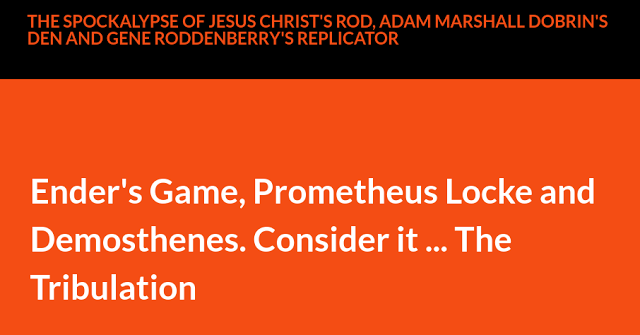 THE SPOCKALYPSE OF JESUS CHRIST'S ROD, ADAM MARSHALL DOBRIN'S
DEN AND GENE RODDENBERRY'S REPLICATOR
Ender's Game, Prometheus Locke and
Demosthenes. Consider it ... The
Tribulation